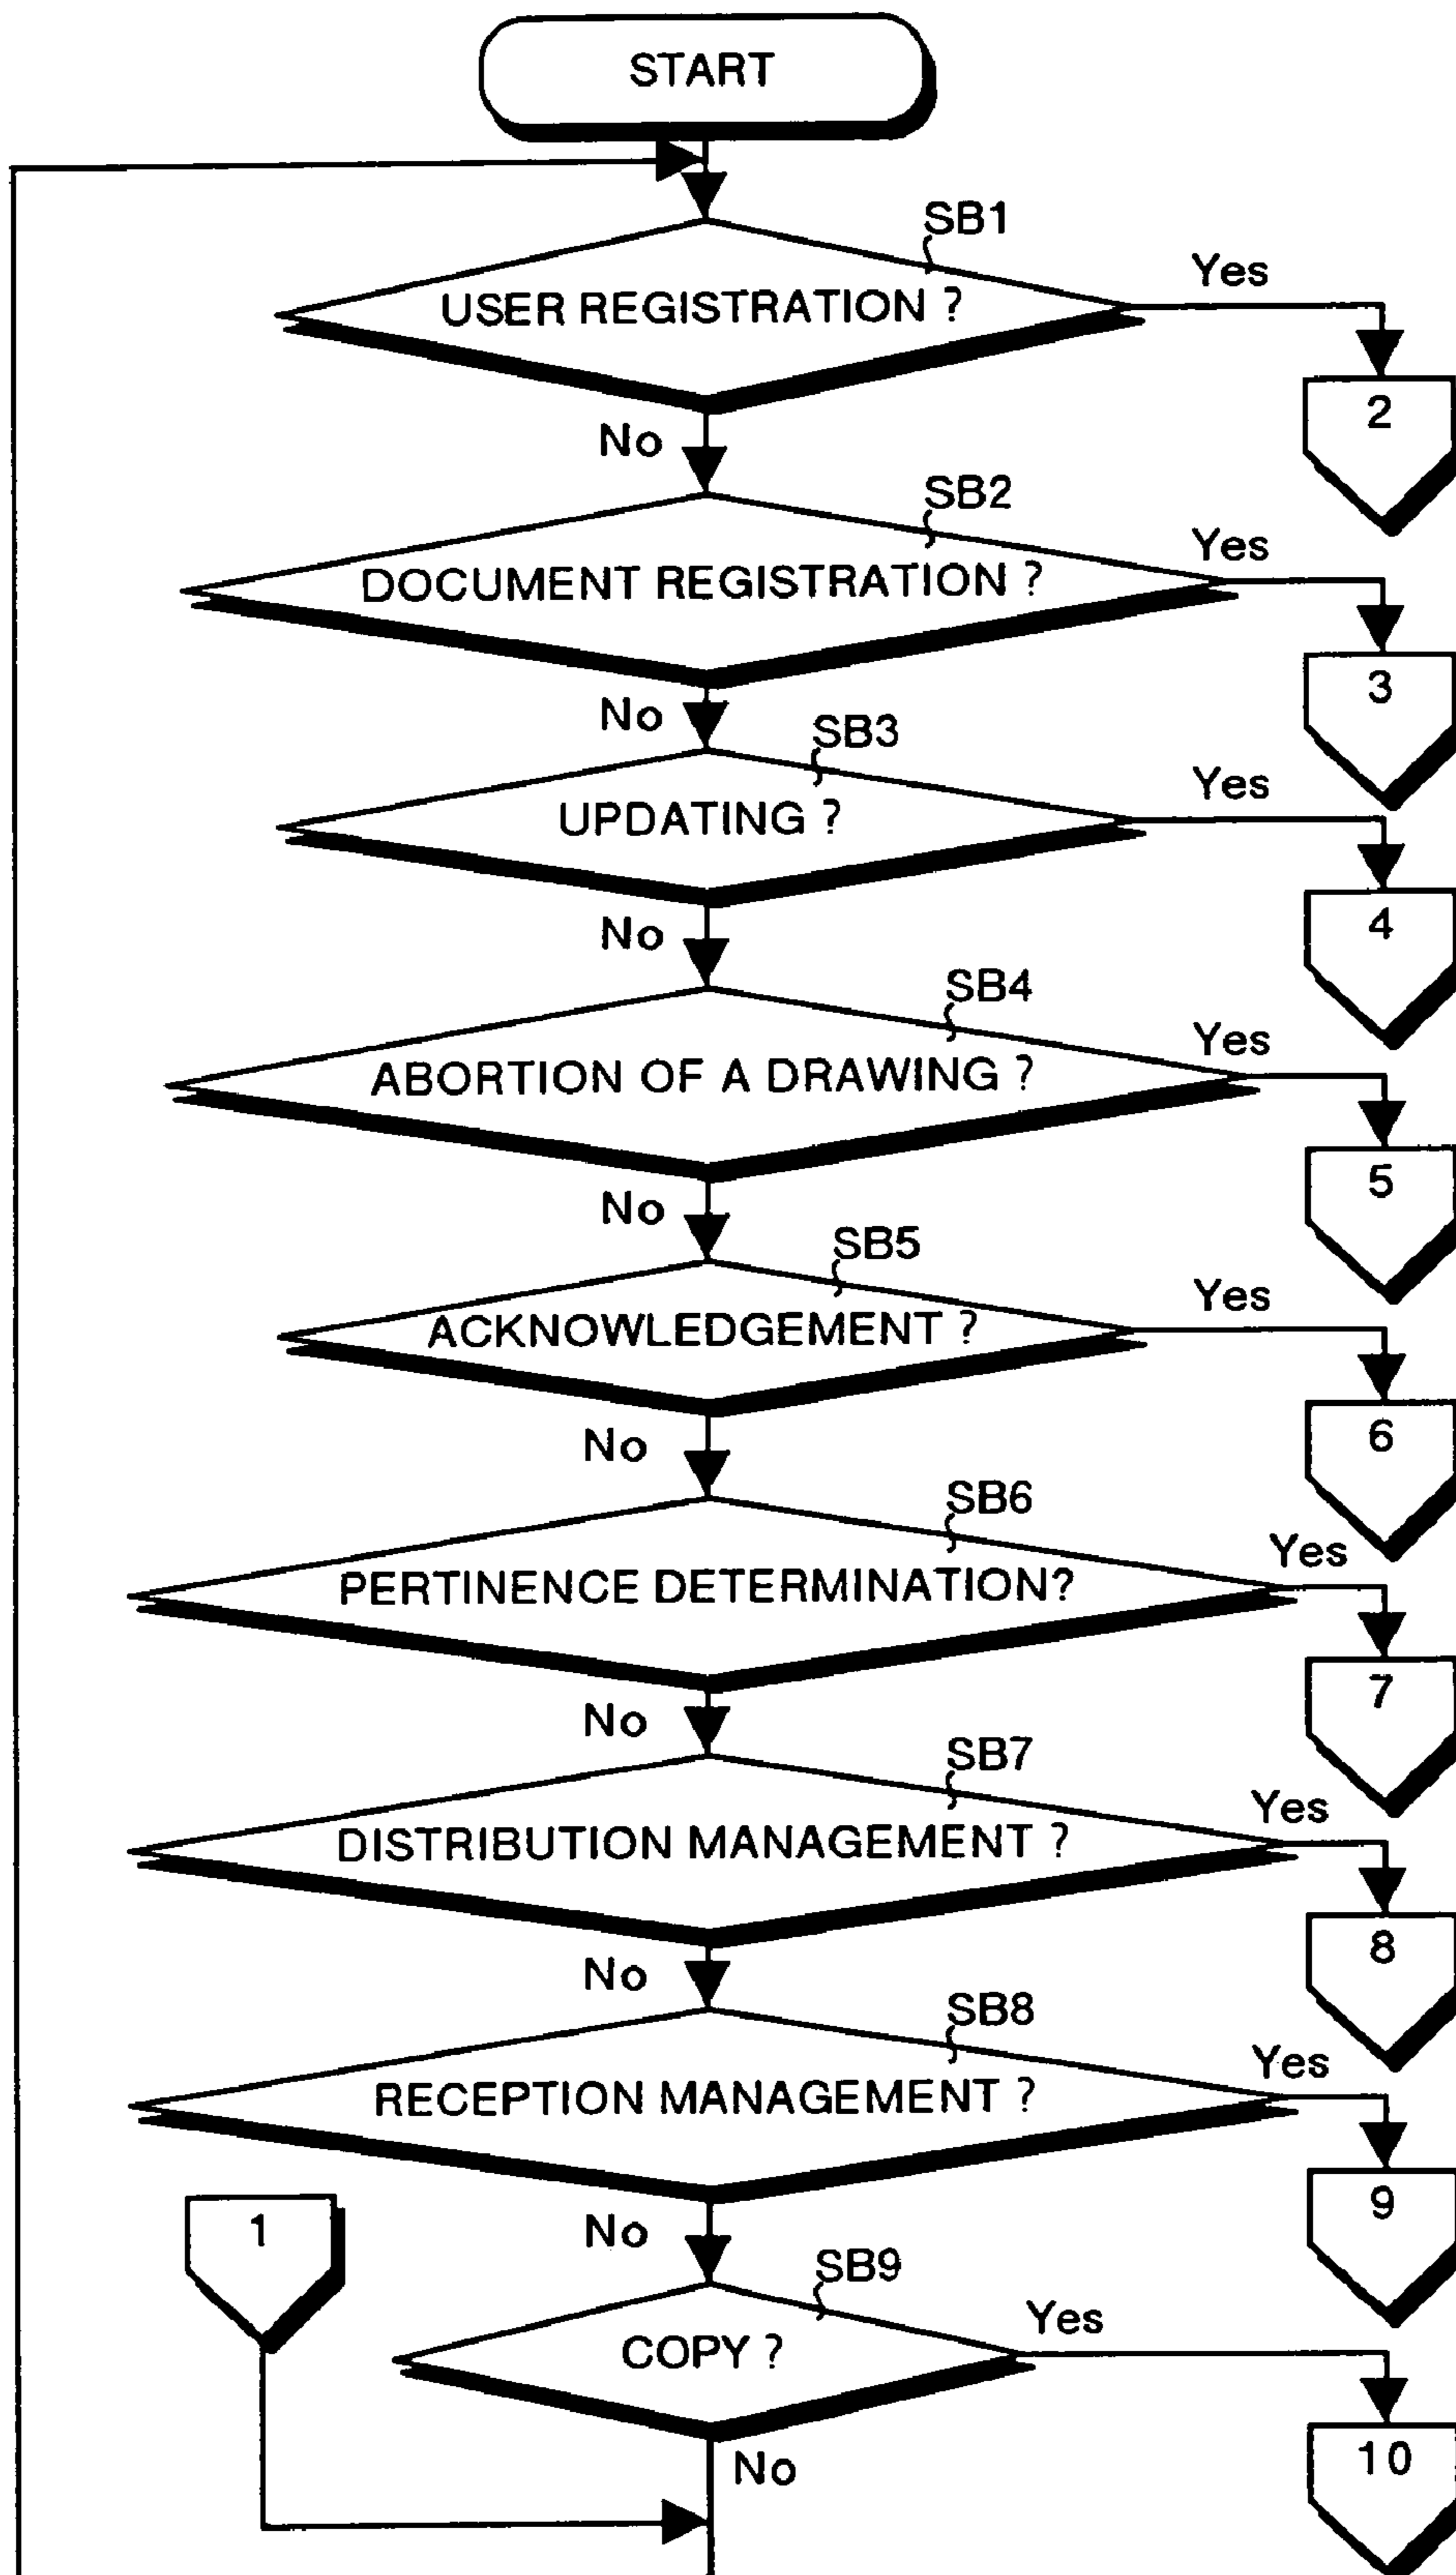 START
SB1
USER REGISTRATION ?
Yes
2
No
SB2
DOCUMENT REGISTRATION ?
Yes
3
No
SB3
UPDATING ?
Yes
4
No
SB4
ABORTION OF A DRAWING ?
Yes
5
No
SB5
ACKNOWLEDGEMENT ?
Yes
6
No
SB6
PERTINENCE DETERMINATION?
Yes
7
No
SB7
DISTRIBUTION MANAGEMENT ?
Yes
8
No
SB8
RECEPTION MANAGEMENT ?
Yes
9
1
No
SB9
COPY ?
Yes
10
No